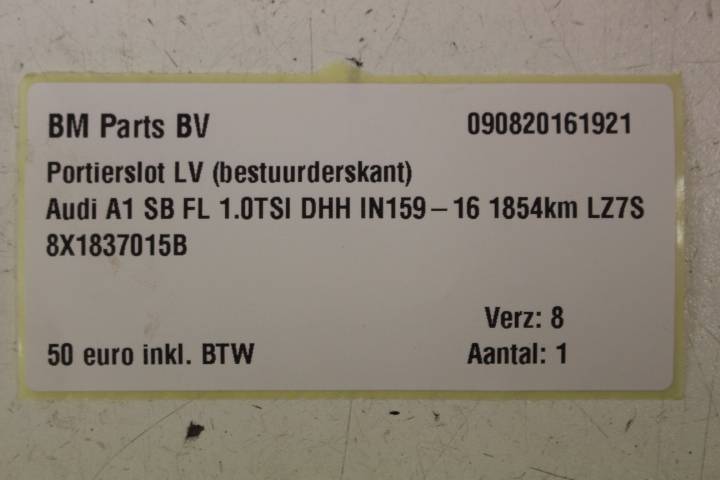 BM Parts BV 090820161921
Portierslot LV (bestuurderskant)
Audi A1 SB FL 1.0TSI DHH IN159-16 1854km LZ7S
8X1837015B
Verz: 8
50 euro inkl. BTW Aantal: 1